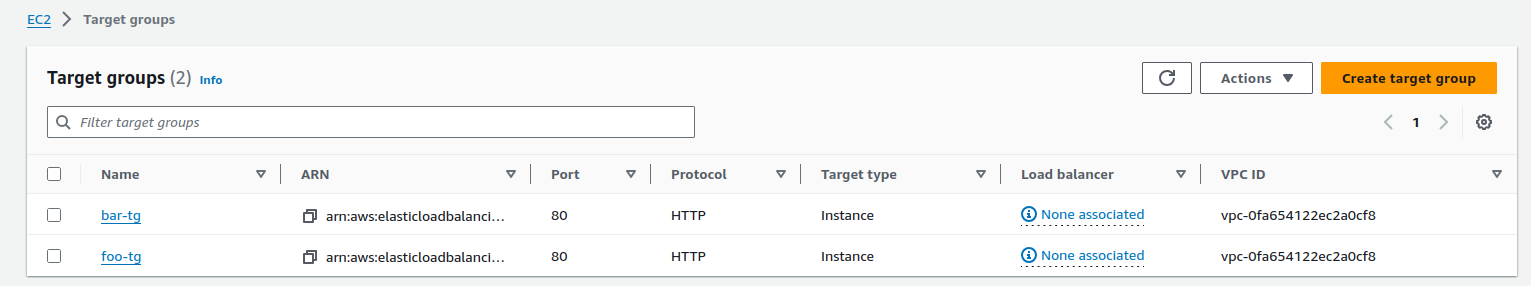 EC2 > Target groups
Target groups (2) Info
Actions
Create target group
Filter target groups
1
Name ARN Port Protocol Target type Load balancer VPC ID
bar-tg arn:aws:elasticloadbalanci... 80 HTTP Instance None associated vpc-0fa654122ec2a0cf8
foo-tg arn:aws:elasticloadbalanci... 80 HTTP Instance None associated vpc-0fa654122ec2a0cf8